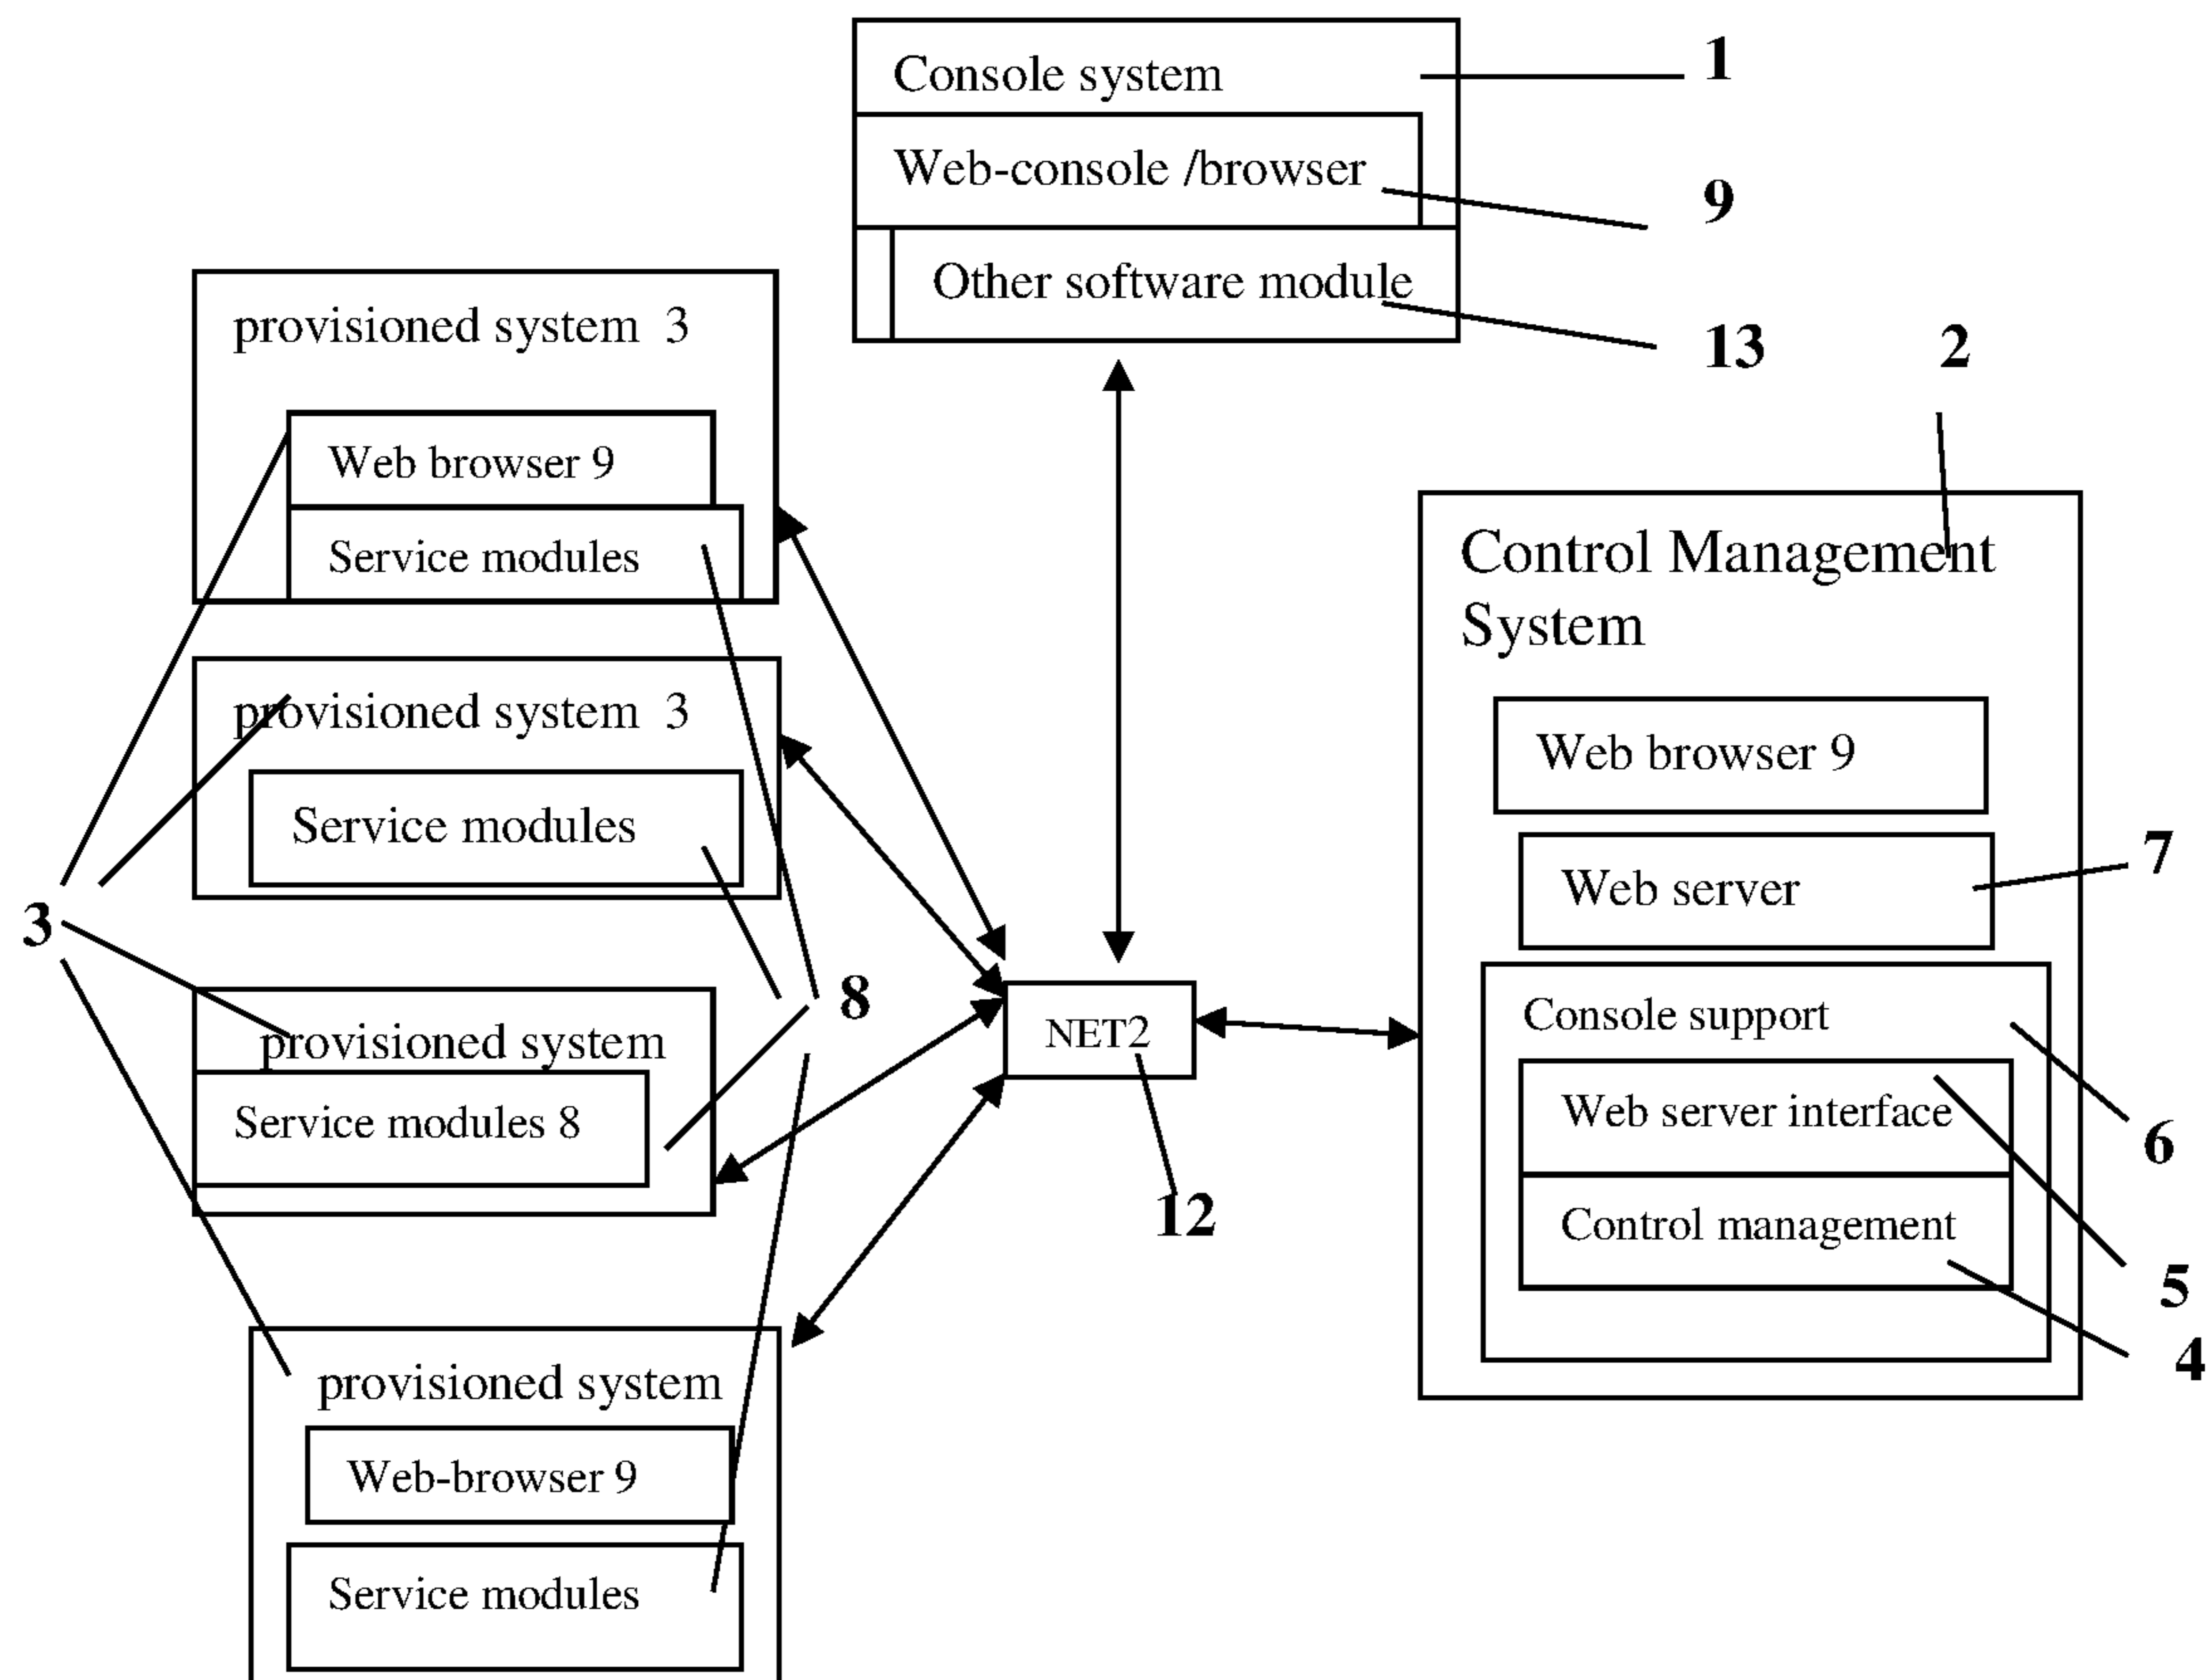 Console system
1
Web-console /browser
9
Other software module
13
2
provisioned system 3
Web browser 9
Service modules
provisioned system 3
Service modules
3
provisioned system
Service modules 8
8
provisioned system
Web-browser 9
Service modules
NET2
12
Control Management
System
Web browser 9
Web server
7
Console support
Web server interface
6
Control management
5
4